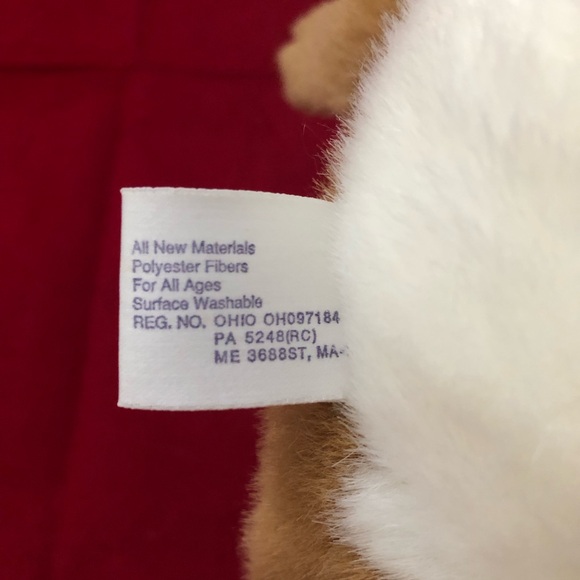 All New Materials
Polyester Fibers
For All Ages
Surface Washable
REG. NO. OHIO OH097184
PA 5248(RC)
ME 3688ST, MA-